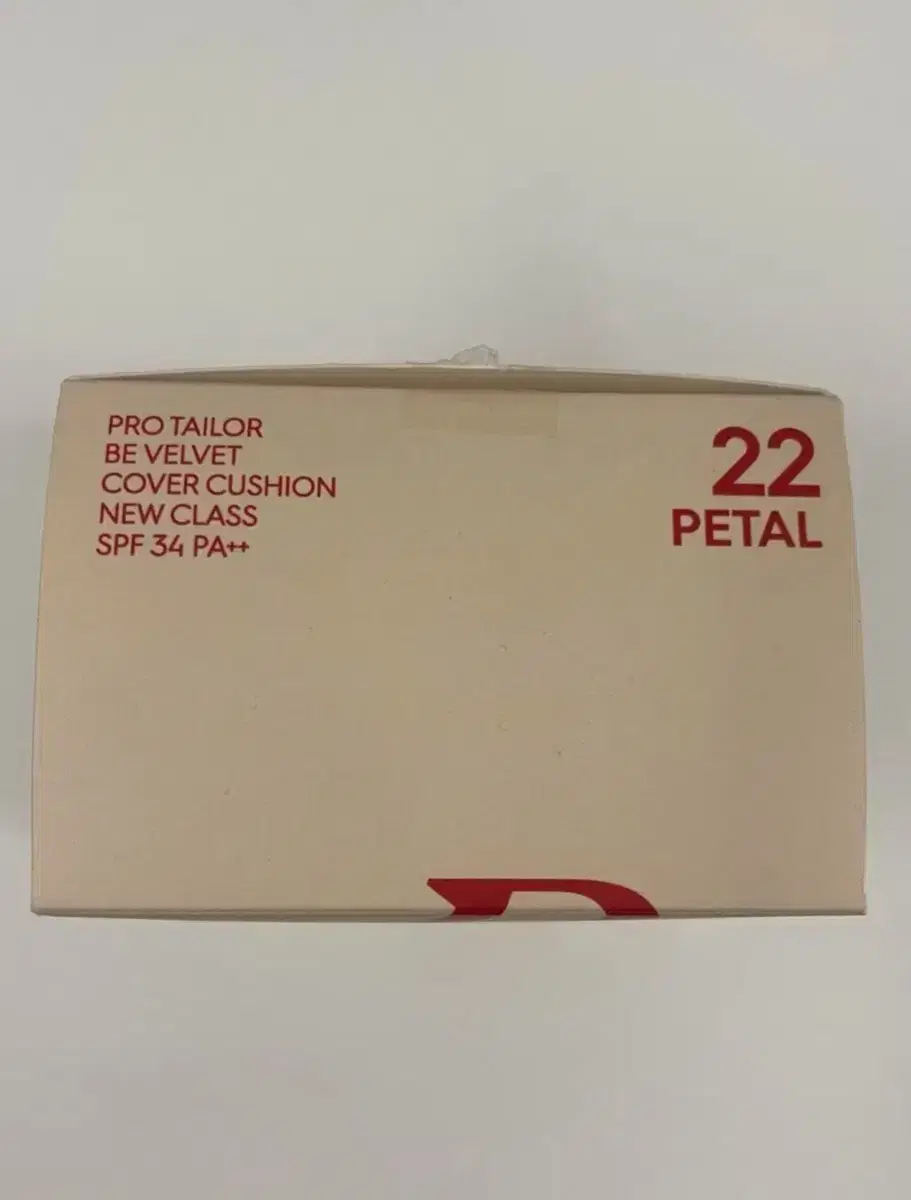 PRO TAILOR
BE VELVET
COVER CUSHION
NEW CLASS
SPF 34 PA++
22
PETAL